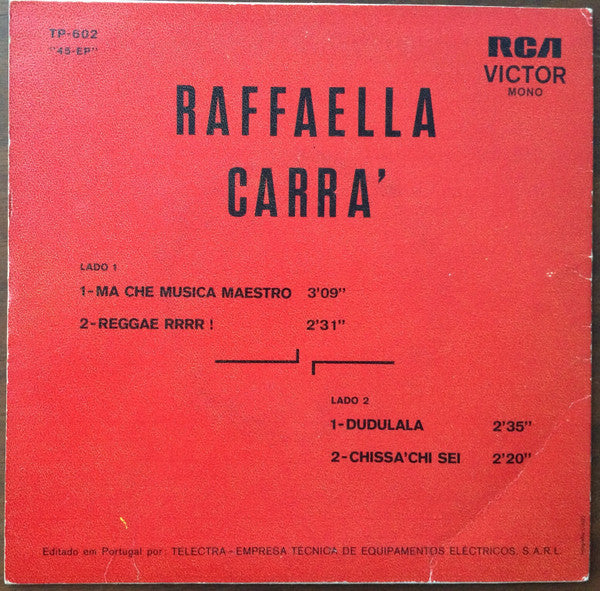 TP-602
"45-EP"
RCA
VICTOR
MONO
RAFFAELLA
CARRA'
LADO 1
1-MA CHE MUSICA MAESTRO 3'09"
2-REGGAE RRRR ! 2'31"
LADO 2
1-DUDULALA 2'35"
2-CHISSA'CHI SEI 2'20"
Editado em Portugal por: TELECTRA-EMPRESA TÉCNICA DE EQUIPAMENTOS ELÉCTRICOS, S.A.R.L.